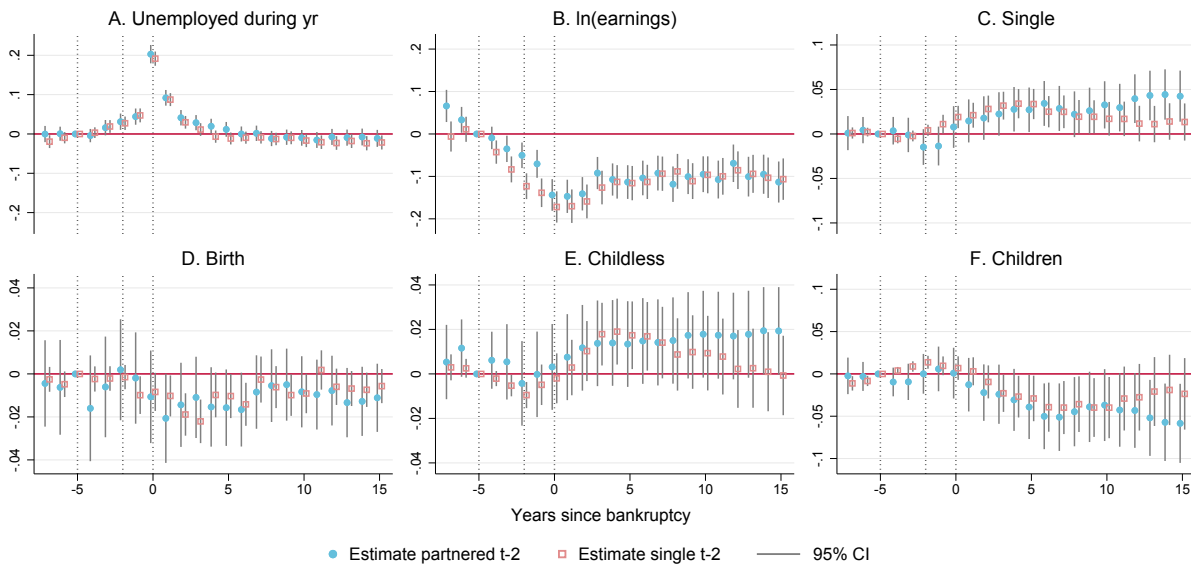 A. Unemployed during yr
B. ln(earnings)
C. Single
.2
.1
0
-.1
-.2
.2
.1
0
-.1
-.2
.1
.05
0
-.05
-.1
D. Birth
E. Childless
F. Children
.04
.02
0
-.02
-.04
.04
.02
0
-.02
-.04
.1
.05
0
-.05
-.1
-5 0 5 10 15
-5 0 5 10 15
-5 0 5 10 15
Years since bankruptcy
Estimate partnered t-2 Estimate single t-2 95% CI